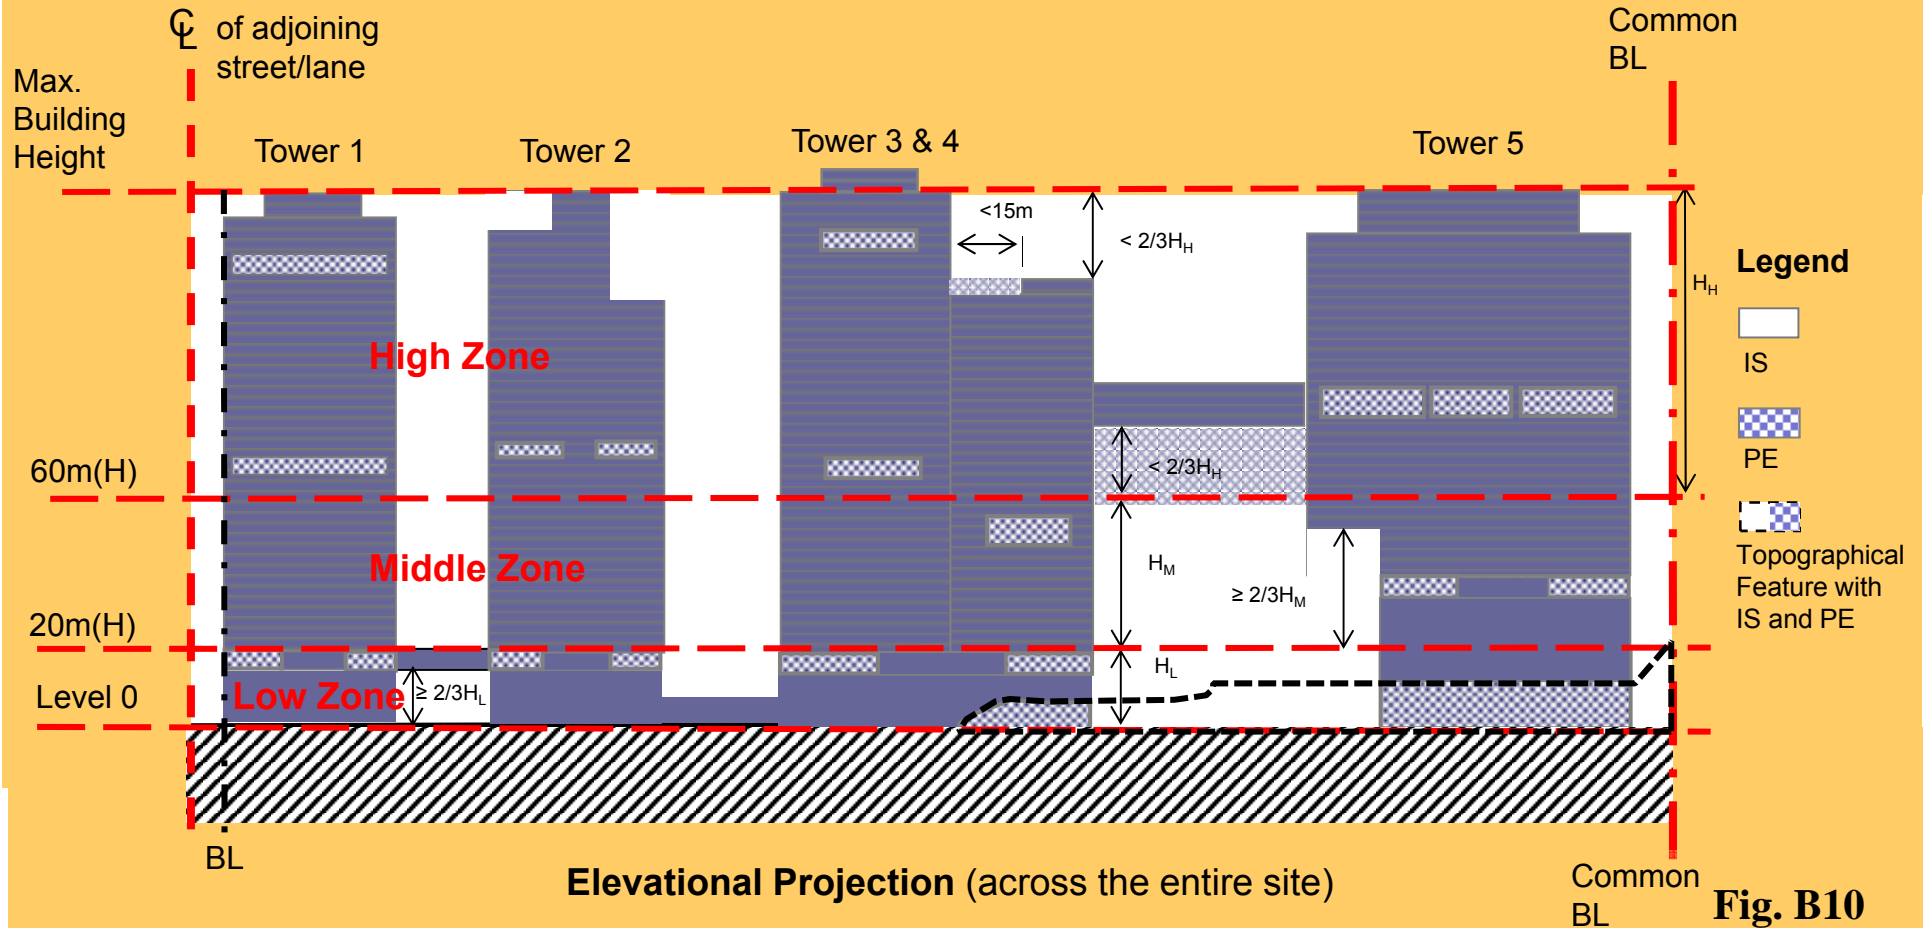 ℄ of adjoining
street/lane
Common
BL
Max.
Building
Height
Tower 1
Tower 2
Tower 3 & 4
Tower 5
<15m
< 2/3HH
HH
Legend
IS
PE
Topographical
Feature with
IS and PE
High Zone
60m(H)
< 2/3HH
Middle Zone
HM
≥ 2/3HM
20m(H)
Level 0
Low Zone
≥ 2/3HL
HL
BL
Elevational Projection (across the entire site)
Common
BL
Fig. B10